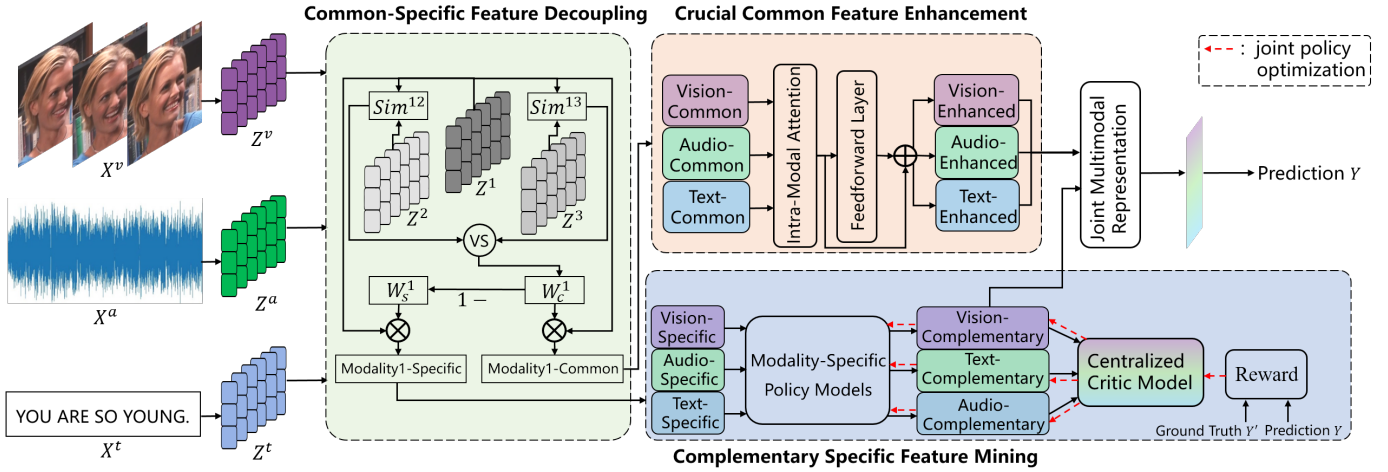 Common-Specific Feature Decoupling
Crucial Common Feature Enhancement
X^v
Z^v
X^a
Z^a
YOU ARE SO YOUNG.
X^t
Z^t
Sim^{12}
Sim^{13}
Z^1
Z^2
Z^3
VS
W_s^1
1 −
W_c^1
Modality1-Specific
Modality1-Common
Vision-
Common
Audio-
Common
Text-
Common
Intra-Modal Attention
Feedforward Layer
Vision-
Enhanced
Audio-
Enhanced
Text-
Enhanced
Joint Multimodal
Representation
: joint policy
optimization
Prediction Y
Vision-
Specific
Audio-
Specific
Text-
Specific
Modality-Specific
Policy Models
Vision-
Complementary
Text-
Complementary
Audio-
Complementary
Centralized
Critic Model
Reward
Ground Truth Y′ Prediction Y
Complementary Specific Feature Mining